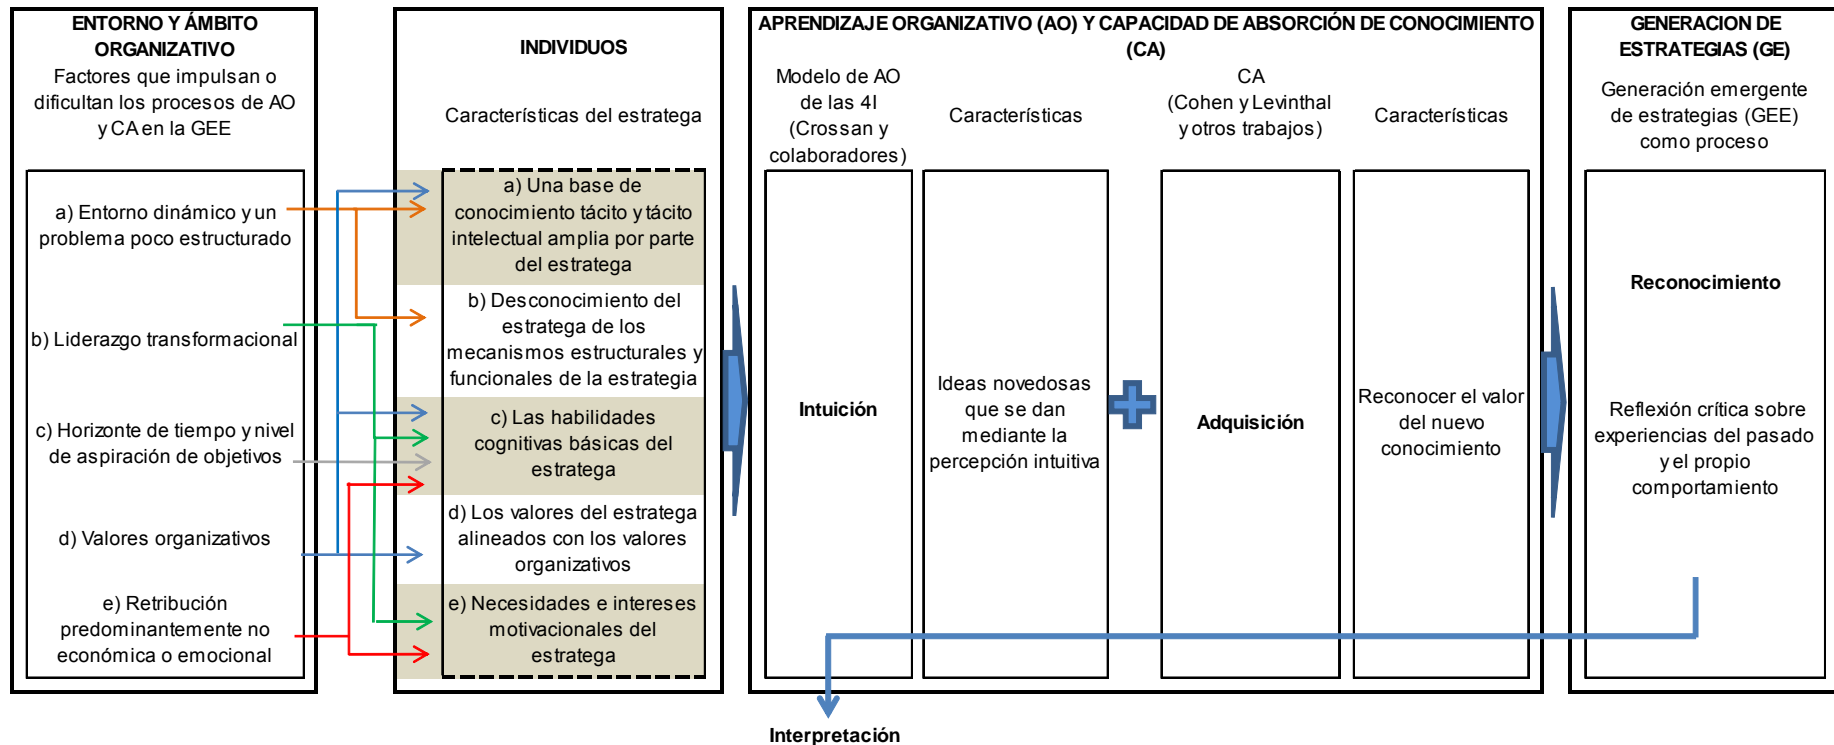 ENTORNO Y ÁMBITO
ORGANIZATIVO
Factores que impulsan o
dificultan los procesos de AO
y CA en la GEE
a) Entorno dinámico y un
problema poco estructurado
b) Liderazgo transformacional
c) Horizonte de tiempo y nivel
de aspiración de objetivos
d) Valores organizativos
e) Retribución
predominantemente no
económica o emocional
INDIVIDUOS
Características del estratega
a) Una base de
conocimiento tácito y tácito
intelectual amplia por parte
del estratega
b) Desconocimiento del
estratega de los
mecanismos estructurales y
funcionales de la estrategia
c) Las habilidades
cognitivas básicas del
estratega
d) Los valores del estratega
alineados con los valores
organizativos
e) Necesidades e intereses
motivacionales del
estratega
APRENDIZAJE ORGANIZATIVO (AO) Y CAPACIDAD DE ABSORCIÓN DE CONOCIMIENTO
(CA)
Modelo de AO
de las 4I
(Crossan y
colaboradores)
Intuición
Características
Ideas novedosas
que se dan
mediante la
percepción intuitiva
CA
(Cohen y Levinthal
y otros trabajos)
Adquisición
Características
Reconocer el valor
del nuevo
conocimiento
GENERACION DE
ESTRATEGIAS (GE)
Generación emergente
de estrategias (GEE)
como proceso
Reconocimiento
Reflexión crítica sobre
experiencias del pasado
y el propio
comportamiento
Interpretación